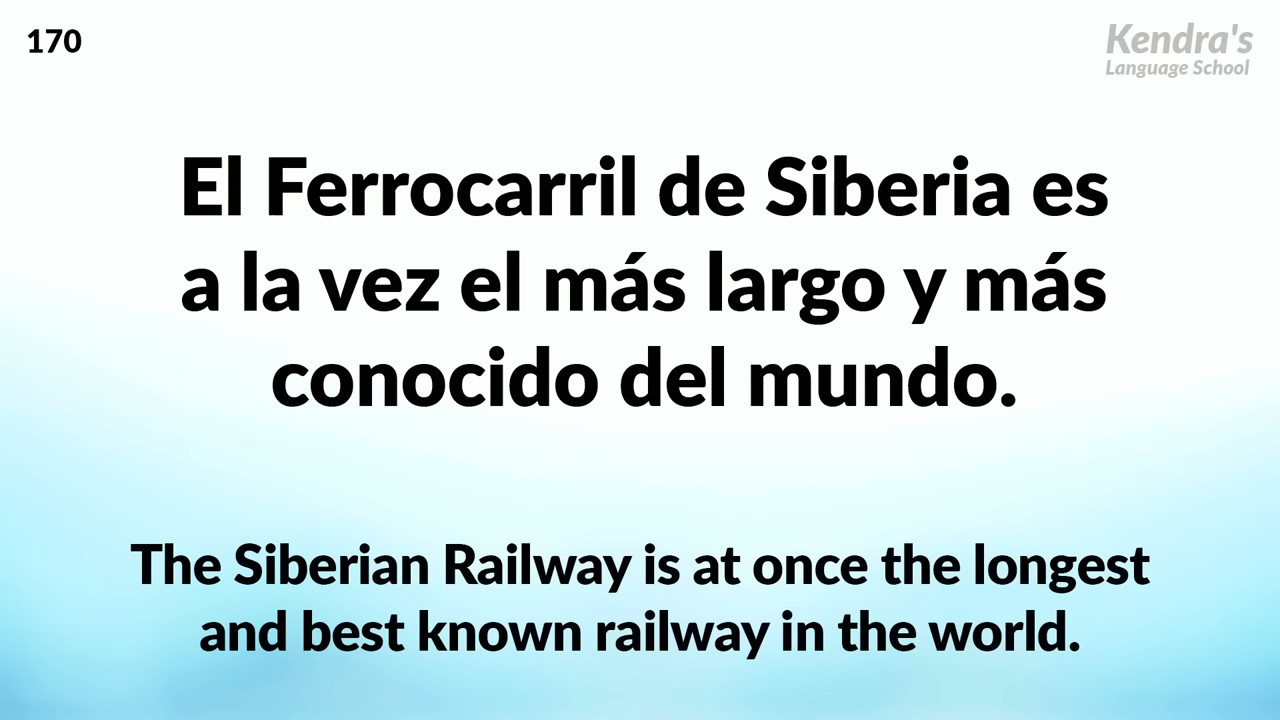 170
Kendra's
Language School
El Ferrocarril de Siberia es
a la vez el más largo y más
conocido del mundo.
The Siberian Railway is at once the longest
and best known railway in the world.